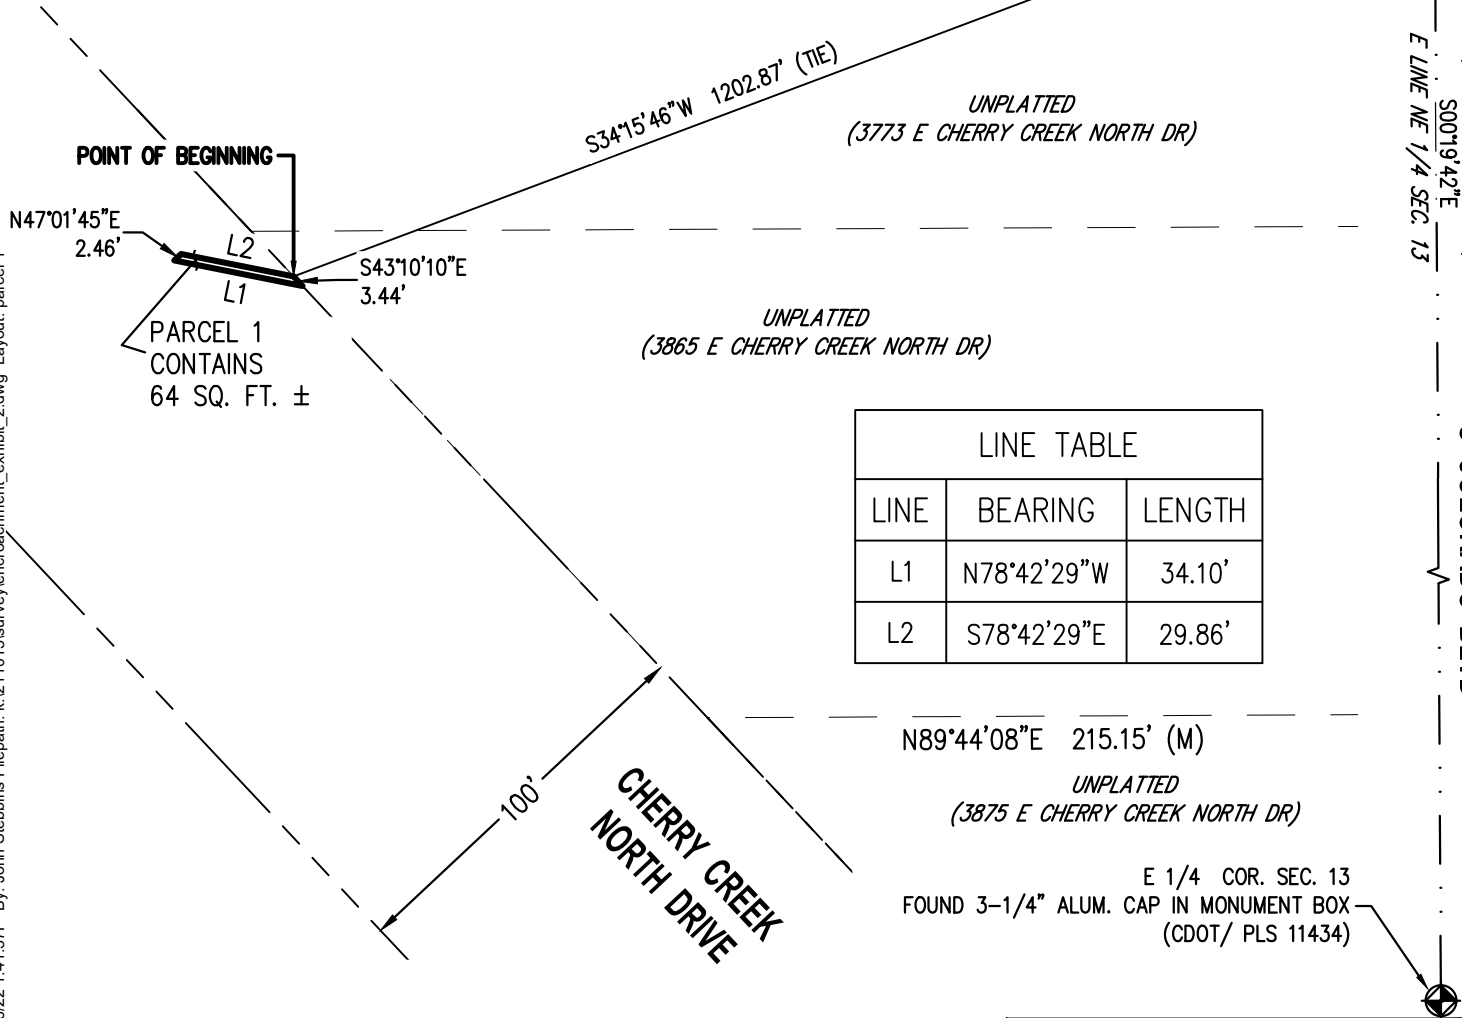 S34°15'46"W 1202.87' (TIE)
UNPLATTED
(3773 E CHERRY CREEK NORTH DR)
S00°19'42"E
E LINE NE 1/4 SEC. 13
POINT OF BEGINNING
N47°01'45"E
2.46'
L2
L1
S43°10'10"E
3.44'
PARCEL 1
CONTAINS
64 SQ. FT. ±
UNPLATTED
(3865 E CHERRY CREEK NORTH DR)
LINE TABLE
LINE BEARING LENGTH
L1 N78°42'29"W 34.10'
L2 S78°42'29"E 29.86'
N89°44'08"E 215.15' (M)
UNPLATTED
(3875 E CHERRY CREEK NORTH DR)
100'
CHERRY CREEK
NORTH DRIVE
E 1/4 COR. SEC. 13
FOUND 3-1/4" ALUM. CAP IN MONUMENT BOX
(CDOT/ PLS 11434)